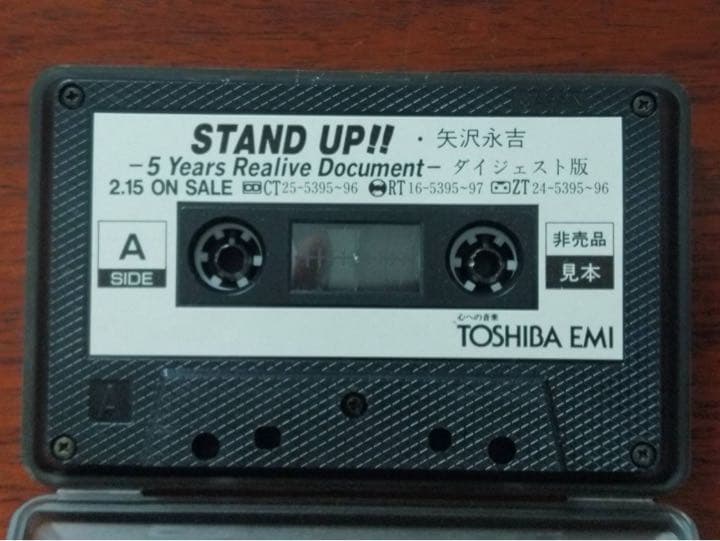 STAND UP!! ・矢沢永吉
-5 Years Realive Document- ダイジェスト版
2.15 ON SALE CT25-5395~96 RT16-5395~97 ZT24-5395~96
A
SIDE
非売品
見本
心への音楽
TOSHIBA EMI
A